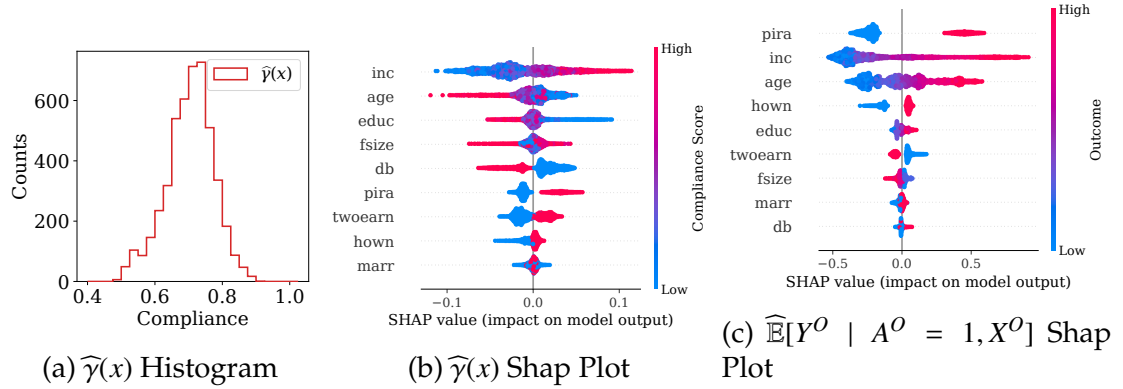 γ̂(x)
Counts
600
400
200
0
0.4 0.6 0.8 1.0
Compliance
(a) γ̂(x) Histogram
High
inc
age
educ
fsize
db
pira
twoearn
hown
marr
Low
Compliance Score
−0.1 0.0 0.1
SHAP value (impact on model output)
(b) γ̂(x) Shap Plot
High
pira
inc
age
hown
educ
twoearn
fsize
marr
db
Low
Outcome
−0.5 0.0 0.5
SHAP value (impact on model output)
(c) 𝔼̂[Y^O | A^O = 1, X^O] Shap
Plot